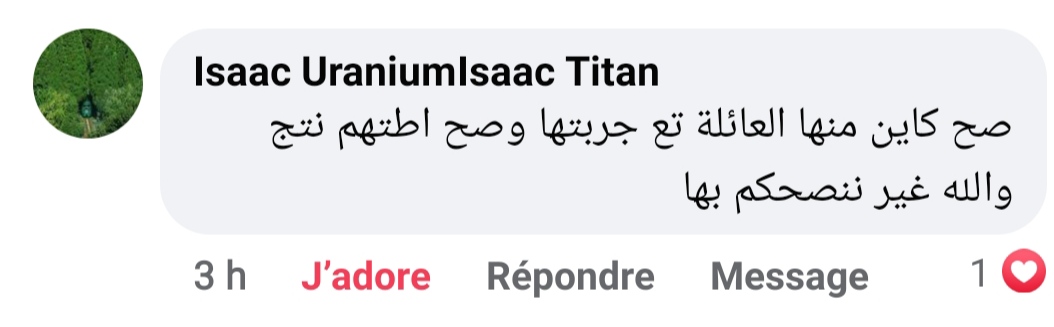 Isaac UraniumIsaac Titan
صح كاين منها العائلة تع جربتها وصح اطتهم نتج
والله غير ننصحكم بها
3 h J'adore Répondre Message 1